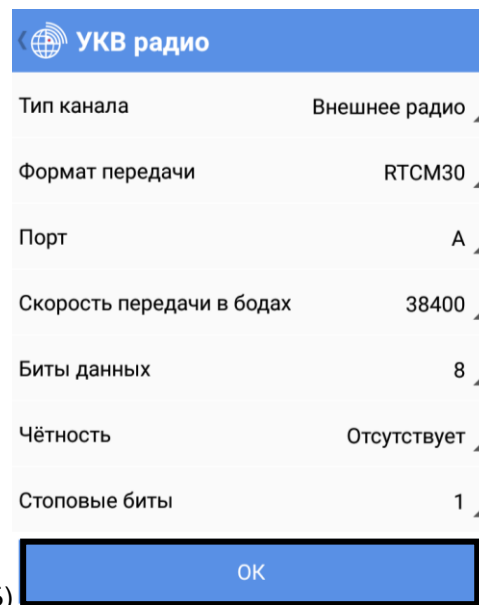 УКВ радио
Тип канала Внешнее радио
Формат передачи RTCM30
Порт A
Скорость передачи в бодах 38400
Биты данных 8
Чётность Отсутствует
Стоповые биты 1
ОК